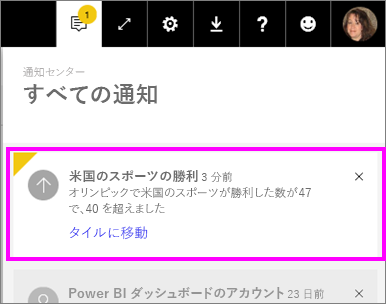 1
?
通知センター
すべての通知
米国のスポーツの勝利 3 分前
オリンピックで米国のスポーツが勝利した数が47
で、40 を超えました
タイルに移動
Power BI ダッシュボードのアカウント 23 日前